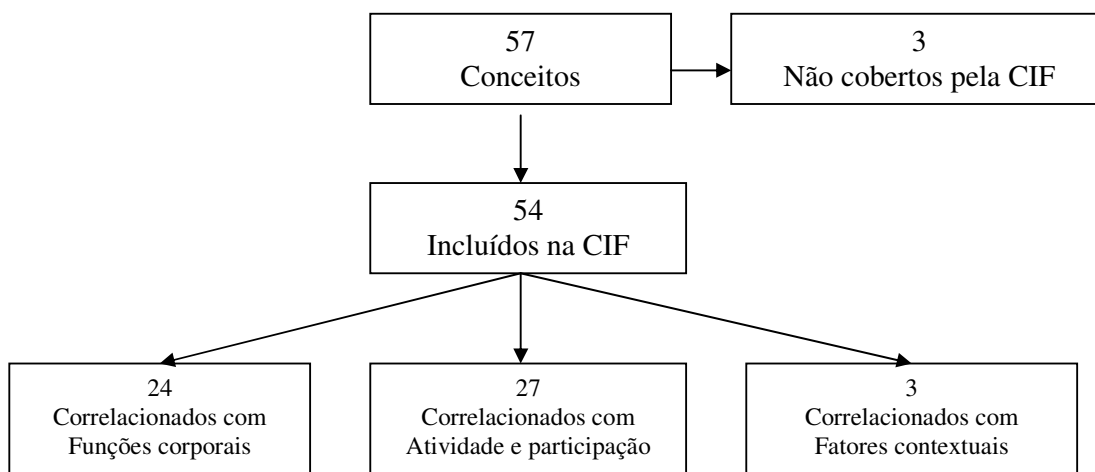 57
Conceitos
3
Não cobertos pela CIF
54
Incluídos na CIF
24
Correlacionados com
Funções corporais
27
Correlacionados com
Atividade e participação
3
Correlacionados com
Fatores contextuais